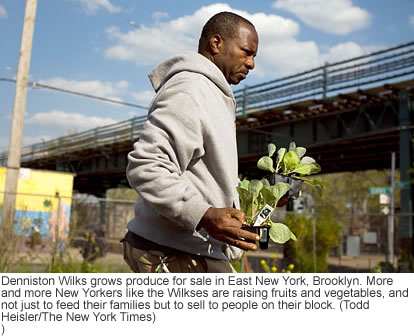 Denniston Wilks grows produce for sale in East New York, Brooklyn. More
and more New Yorkers like the Wilkses are raising fruits and vegetables, and
not just to feed their families but to sell to people on their block. (Todd
Heisler/The New York Times)
)